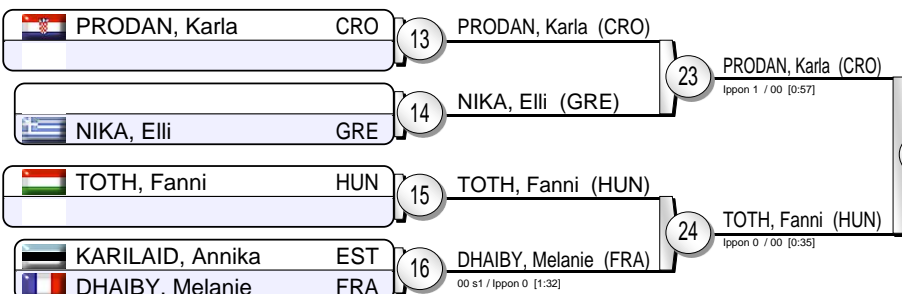 PRODAN, Karla CRO
13
PRODAN, Karla (CRO)
23
PRODAN, Karla (CRO)
Ippon 1 / 00 [0:57]
NIKA, Elli GRE
14
NIKA, Elli (GRE)
TOTH, Fanni HUN
15
TOTH, Fanni (HUN)
24
TOTH, Fanni (HUN)
Ippon 0 / 00 [0:35]
KARILAID, Annika EST
DHAIBY, Melanie FRA
16
DHAIBY, Melanie (FRA)
00 s1 / Ippon 0 [1:32]